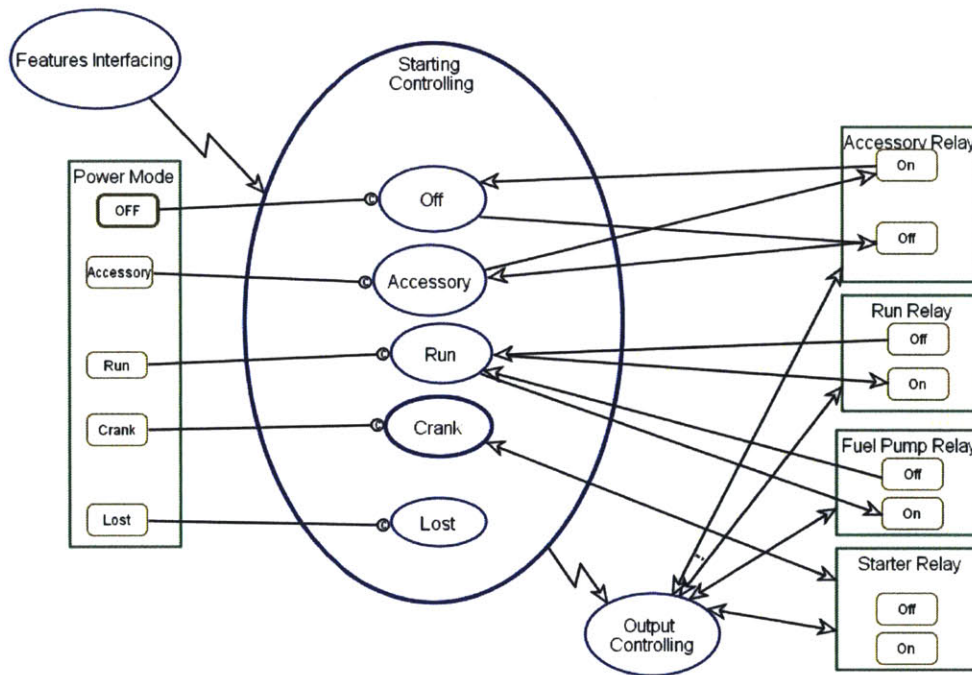 Features Interfacing
Starting
Controlling
Power Mode
OFF
Accessory
Run
Crank
Lost
C
Off
C
Accessory
C
Run
C
Crank
C
Lost
Accessory Relay
On
Off
Run Relay
Off
On
Fuel Pump Relay
Off
On
Starter Relay
Off
On
Output
Controlling